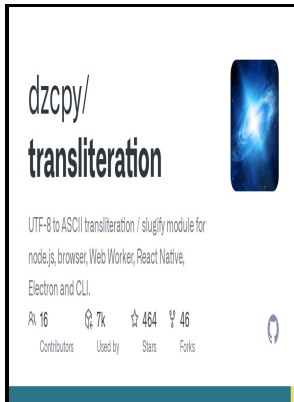 dzcpy/
transliteration
UTF-8 to ASCII transliteration / slugify module for
node.js, browser, Web Worker, React Native,
Electron and CLI.
16 7k 464 46
Contributors Used by Stars Forks